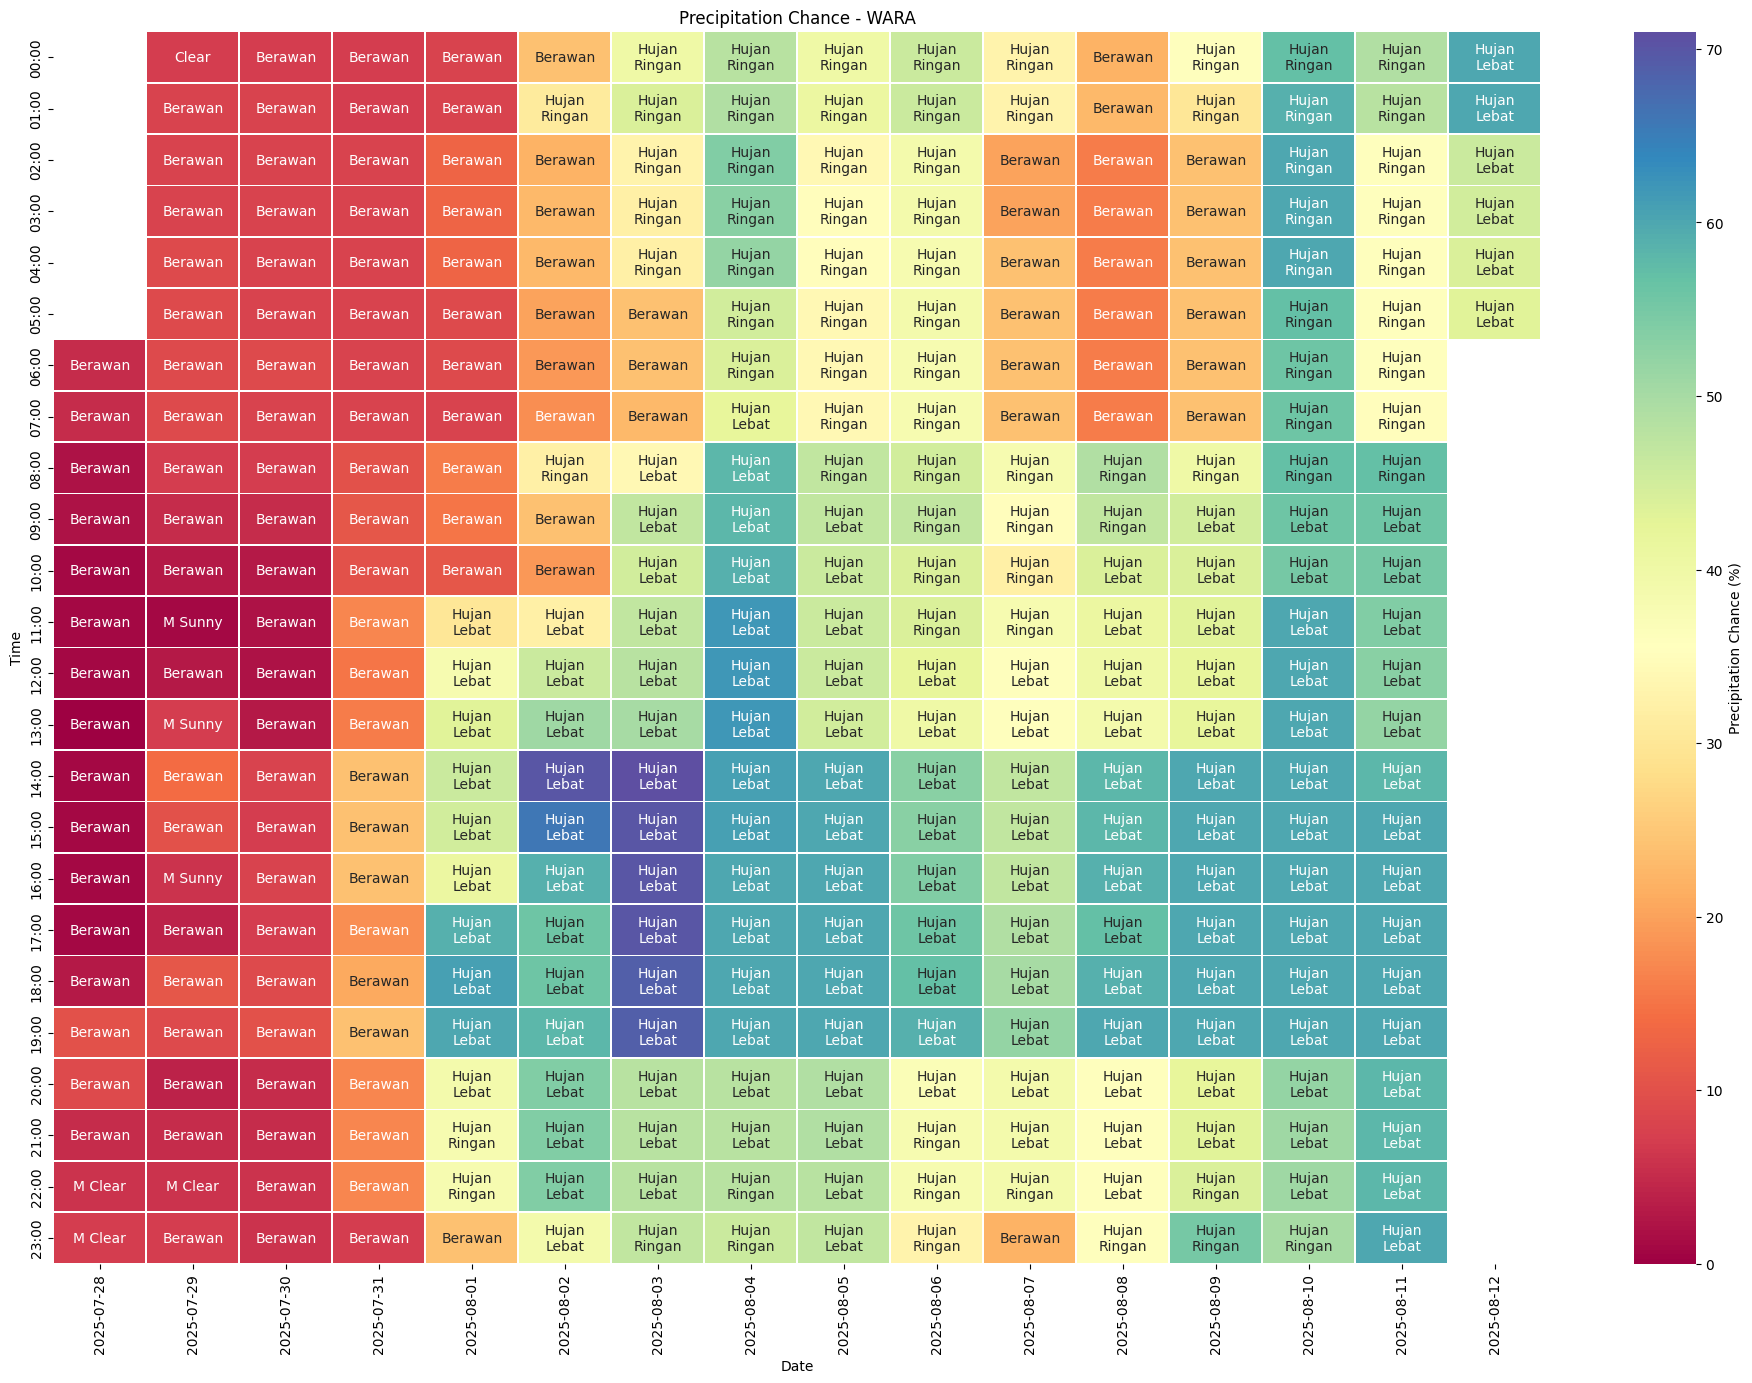 Precipitation Chance - WARA
Time
00:00 Clear Berawan Berawan Berawan Berawan Hujan Ringan Hujan Ringan Hujan Ringan Hujan Ringan Hujan Ringan Berawan Hujan Ringan Hujan Ringan Hujan Ringan Hujan Lebat
01:00 Berawan Berawan Berawan Berawan Hujan Ringan Hujan Ringan Hujan Ringan Hujan Ringan Hujan Ringan Hujan Ringan Berawan Hujan Ringan Hujan Ringan Hujan Ringan Hujan Lebat
02:00 Berawan Berawan Berawan Berawan Berawan Hujan Ringan Hujan Ringan Hujan Ringan Hujan Ringan Berawan Berawan Berawan Hujan Ringan Hujan Ringan Hujan Lebat
03:00 Berawan Berawan Berawan Berawan Berawan Hujan Ringan Hujan Ringan Hujan Ringan Hujan Ringan Berawan Berawan Berawan Hujan Ringan Hujan Ringan Hujan Lebat
04:00 Berawan Berawan Berawan Berawan Berawan Hujan Ringan Hujan Ringan Hujan Ringan Hujan Ringan Berawan Berawan Berawan Hujan Ringan Hujan Ringan Hujan Lebat
05:00 Berawan Berawan Berawan Berawan Berawan Berawan Hujan Ringan Hujan Ringan Hujan Ringan Berawan Berawan Berawan Hujan Ringan Hujan Ringan Hujan Lebat
06:00 Berawan Berawan Berawan Berawan Berawan Berawan Berawan Hujan Ringan Hujan Ringan Hujan Ringan Berawan Berawan Berawan Hujan Ringan Hujan Ringan
07:00 Berawan Berawan Berawan Berawan Berawan Berawan Berawan Hujan Lebat Hujan Ringan Hujan Ringan Berawan Berawan Berawan Hujan Ringan Hujan Ringan
08:00 Berawan Berawan Berawan Berawan Berawan Hujan Ringan Hujan Lebat Hujan Lebat Hujan Ringan Hujan Ringan Hujan Ringan Hujan Ringan Hujan Ringan Hujan Ringan Hujan Ringan
09:00 Berawan Berawan Berawan Berawan Berawan Berawan Hujan Lebat Hujan Lebat Hujan Lebat Hujan Ringan Hujan Ringan Hujan Ringan Hujan Lebat Hujan Lebat Hujan Lebat
10:00 Berawan Berawan Berawan Berawan Berawan Berawan Hujan Lebat Hujan Lebat Hujan Lebat Hujan Ringan Hujan Ringan Hujan Lebat Hujan Lebat Hujan Lebat Hujan Lebat
11:00 Berawan M Sunny Berawan Berawan Hujan Lebat Hujan Lebat Hujan Lebat Hujan Lebat Hujan Lebat Hujan Ringan Hujan Ringan Hujan Lebat Hujan Lebat Hujan Lebat Hujan Lebat
12:00 Berawan Berawan Berawan Berawan Hujan Lebat Hujan Lebat Hujan Lebat Hujan Lebat Hujan Lebat Hujan Lebat Hujan Lebat Hujan Lebat Hujan Lebat Hujan Lebat Hujan Lebat
13:00 Berawan M Sunny Berawan Berawan Hujan Lebat Hujan Lebat Hujan Lebat Hujan Lebat Hujan Lebat Hujan Lebat Hujan Lebat Hujan Lebat Hujan Lebat Hujan Lebat Hujan Lebat
14:00 Berawan Berawan Berawan Berawan Hujan Lebat Hujan Lebat Hujan Lebat Hujan Lebat Hujan Lebat Hujan Lebat Hujan Lebat Hujan Lebat Hujan Lebat Hujan Lebat Hujan Lebat
15:00 Berawan Berawan Berawan Berawan Hujan Lebat Hujan Lebat Hujan Lebat Hujan Lebat Hujan Lebat Hujan Lebat Hujan Lebat Hujan Lebat Hujan Lebat Hujan Lebat Hujan Lebat
16:00 Berawan M Sunny Berawan Berawan Hujan Lebat Hujan Lebat Hujan Lebat Hujan Lebat Hujan Lebat Hujan Lebat Hujan Lebat Hujan Lebat Hujan Lebat Hujan Lebat Hujan Lebat
17:00 Berawan Berawan Berawan Berawan Hujan Lebat Hujan Lebat Hujan Lebat Hujan Lebat Hujan Lebat Hujan Lebat Hujan Lebat Hujan Lebat Hujan Lebat Hujan Lebat Hujan Lebat
18:00 Berawan Berawan Berawan Berawan Hujan Lebat Hujan Lebat Hujan Lebat Hujan Lebat Hujan Lebat Hujan Lebat Hujan Lebat Hujan Lebat Hujan Lebat Hujan Lebat Hujan Lebat
19:00 Berawan Berawan Berawan Berawan Hujan Lebat Hujan Lebat Hujan Lebat Hujan Lebat Hujan Lebat Hujan Lebat Hujan Lebat Hujan Lebat Hujan Lebat Hujan Lebat Hujan Lebat
20:00 Berawan Berawan Berawan Berawan Hujan Lebat Hujan Lebat Hujan Lebat Hujan Lebat Hujan Lebat Hujan Lebat Hujan Lebat Hujan Lebat Hujan Lebat Hujan Lebat Hujan Lebat
21:00 Berawan Berawan Berawan Berawan Hujan Ringan Hujan Lebat Hujan Lebat Hujan Lebat Hujan Lebat Hujan Ringan Hujan Lebat Hujan Lebat Hujan Lebat Hujan Lebat Hujan Lebat
22:00 M Clear M Clear Berawan Berawan Hujan Ringan Hujan Lebat Hujan Lebat Hujan Ringan Hujan Lebat Hujan Ringan Hujan Ringan Hujan Lebat Hujan Ringan Hujan Lebat Hujan Lebat
23:00 M Clear Berawan Berawan Berawan Berawan Hujan Lebat Hujan Ringan Hujan Ringan Hujan Lebat Hujan Ringan Berawan Hujan Ringan Hujan Ringan Hujan Ringan Hujan Lebat
2025-07-28 2025-07-29 2025-07-30 2025-07-31 2025-08-01 2025-08-02 2025-08-03 2025-08-04 2025-08-05 2025-08-06 2025-08-07 2025-08-08 2025-08-09 2025-08-10 2025-08-11 2025-08-12
Date
70
60
50
40
30
20
10
0
Precipitation Chance (%)